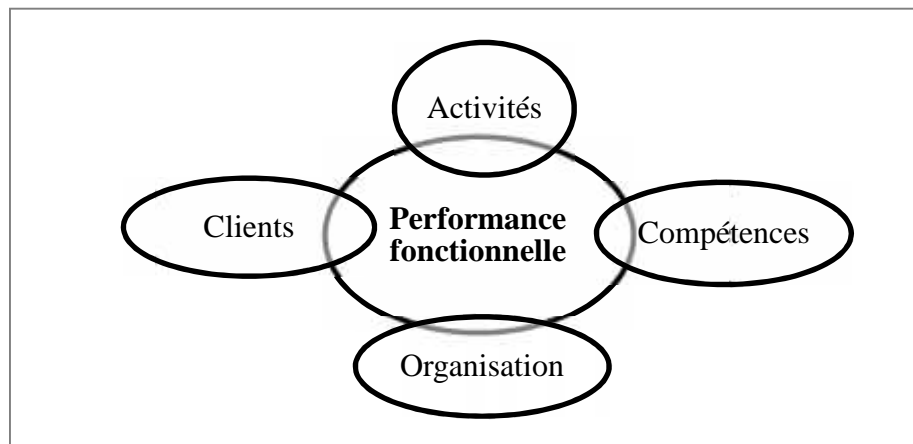 Activités
Clients
Performance
fonctionnelle
Compétences
Organisation